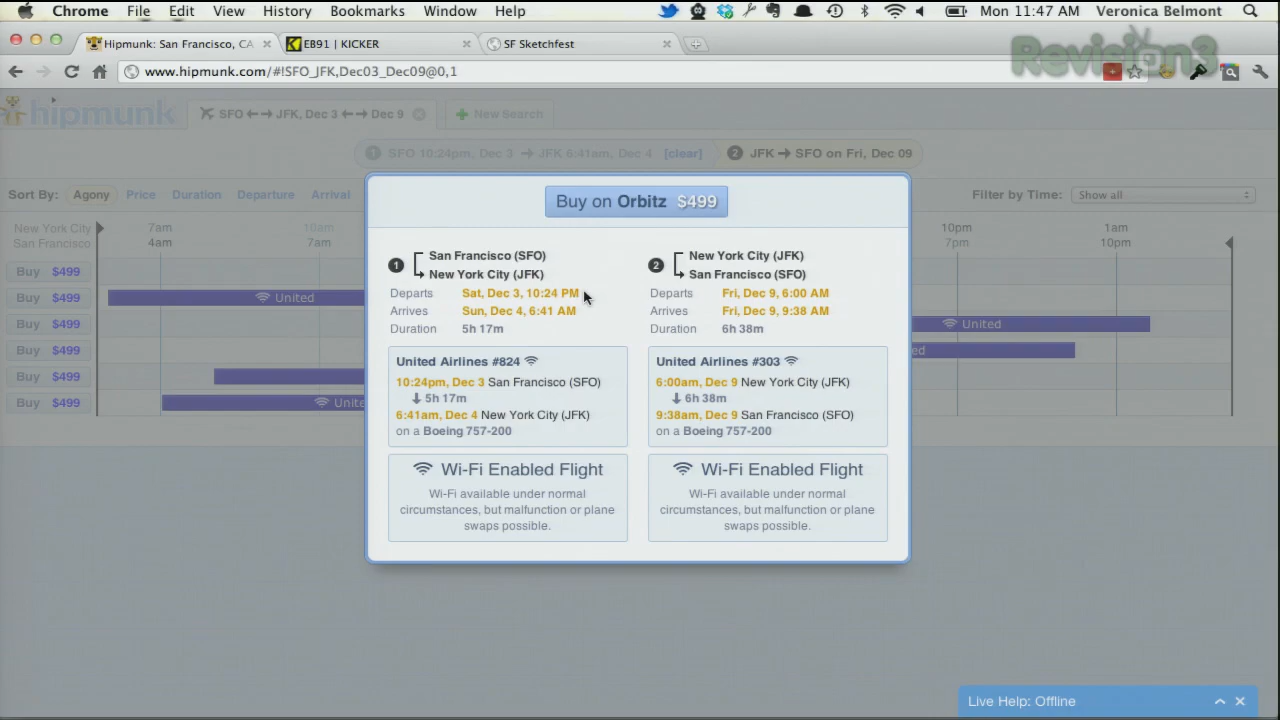 Chrome File Edit View History Bookmarks Window Help Mon 11:47 AM Veronica Belmont
Hipmunk: San Francisco, CA EB91 | KICKER SF Sketchfest
Revision3
www.hipmunk.com/#!SFO_JFK,Dec03_Dec09@0,1
hipmunk SFO JFK, Dec 3 Dec 9 New Search
1 SFO 10:24pm, Dec 3 → JFK 6:41am, Dec 4 [clear] 2 JFK → SFO on Fri, Dec 09
Sort By: Agony Price Duration Departure Arrival Filter by Time: Show all
Buy on Orbitz $499
New York City 7am 10am 10pm 1am
San Francisco 4am 7am 7pm 10pm
1 San Francisco (SFO)
New York City (JFK)
Departs Sat, Dec 3, 10:24 PM
Arrives Sun, Dec 4, 6:41 AM
Duration 5h 17m
United Airlines #824
10:24pm, Dec 3 San Francisco (SFO)
5h 17m
6:41am, Dec 4 New York City (JFK)
on a Boeing 757-200
Wi-Fi Enabled Flight
Wi-Fi available under normal
circumstances, but malfunction or plane
swaps possible.
2 New York City (JFK)
San Francisco (SFO)
Departs Fri, Dec 9, 6:00 AM
Arrives Fri, Dec 9, 9:38 AM
Duration 6h 38m
United Airlines #303
6:00am, Dec 9 New York City (JFK)
6h 38m
9:38am, Dec 9 San Francisco (SFO)
on a Boeing 757-200
Wi-Fi Enabled Flight
Wi-Fi available under normal
circumstances, but malfunction or plane
swaps possible.
Buy $499
Buy $499 United
Buy $499 United
Buy $499
Buy $499
Buy $499
Live Help: Offline